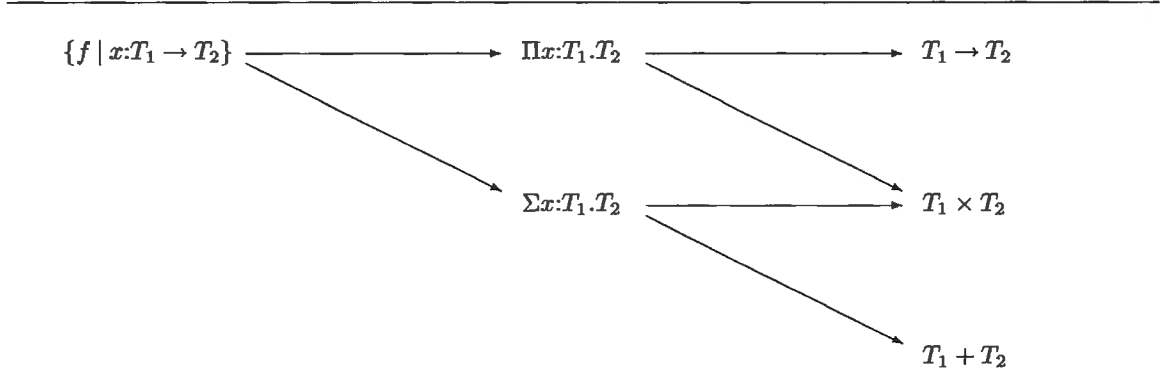 {f | x:T₁ → T₂} Πx:T₁.T₂ T₁ → T₂
Σx:T₁.T₂ T₁ × T₂
T₁ + T₂